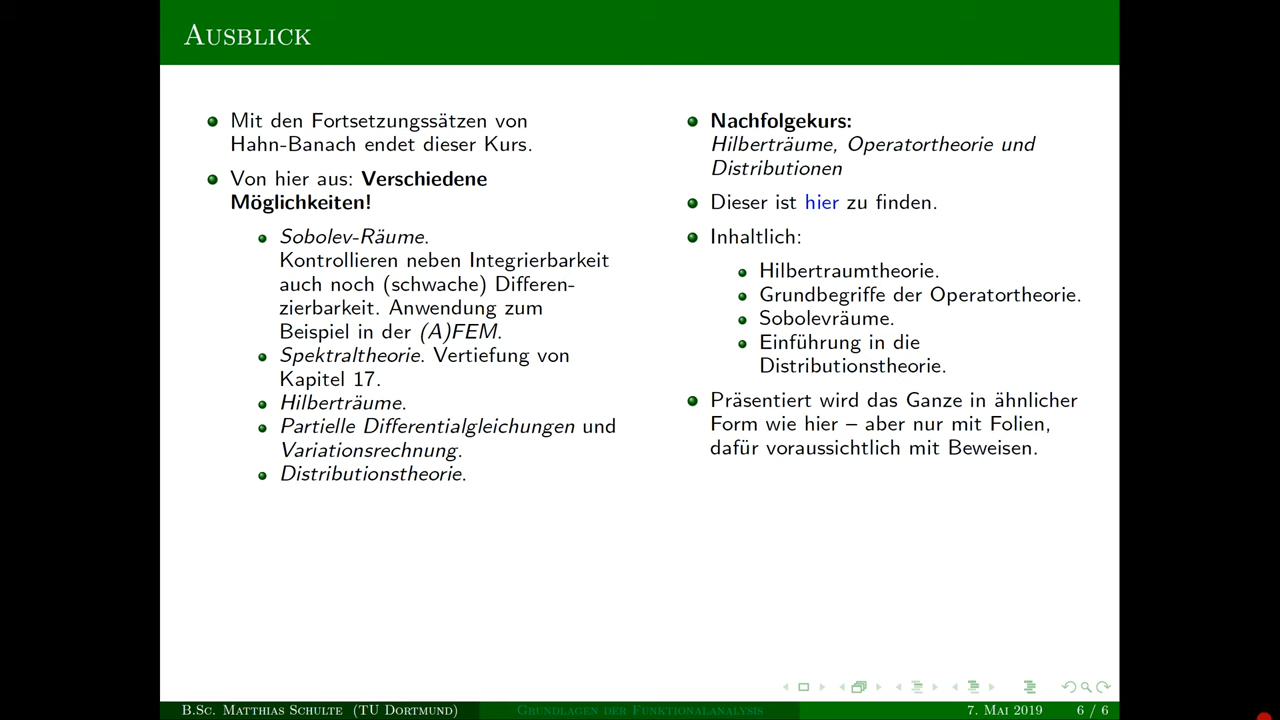 Ausblick
Mit den Fortsetzungssätzen von
Hahn-Banach endet dieser Kurs.
Von hier aus: Verschiedene
Möglichkeiten!
Sobolev-Räume.
Kontrollieren neben Integrierbarkeit
auch noch (schwache) Differen-
zierbarkeit. Anwendung zum
Beispiel in der (A)FEM.
Spektraltheorie. Vertiefung von
Kapitel 17.
Hilberträume.
Partielle Differentialgleichungen und
Variationsrechnung.
Distributionstheorie.
Nachfolgekurs:
Hilberträume, Operatortheorie und
Distributionen
Dieser ist hier zu finden.
Inhaltlich:
Hilbertraumtheorie.
Grundbegriffe der Operatortheorie.
Sobolevräume.
Einführung in die
Distributionstheorie.
Präsentiert wird das Ganze in ähnlicher
Form wie hier – aber nur mit Folien,
dafür voraussichtlich mit Beweisen.
B.Sc. Matthias Schulte (TU Dortmund) Grundlagen der Funktionalanalysis 7. Mai 2019 6 / 6